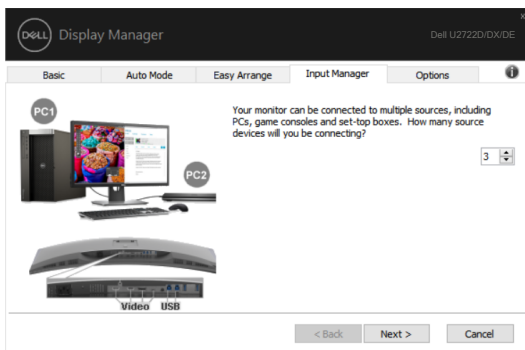 DELL Display Manager
Dell U2722D/DX/DE
x
Basic
Auto Mode
Easy Arrange
Input Manager
Options
i
PC1
Your monitor can be connected to multiple sources, including
PCs, game consoles and set-top boxes. How many source
devices will you be connecting?
3
PC2
Video USB
< Back
Next >
Cancel